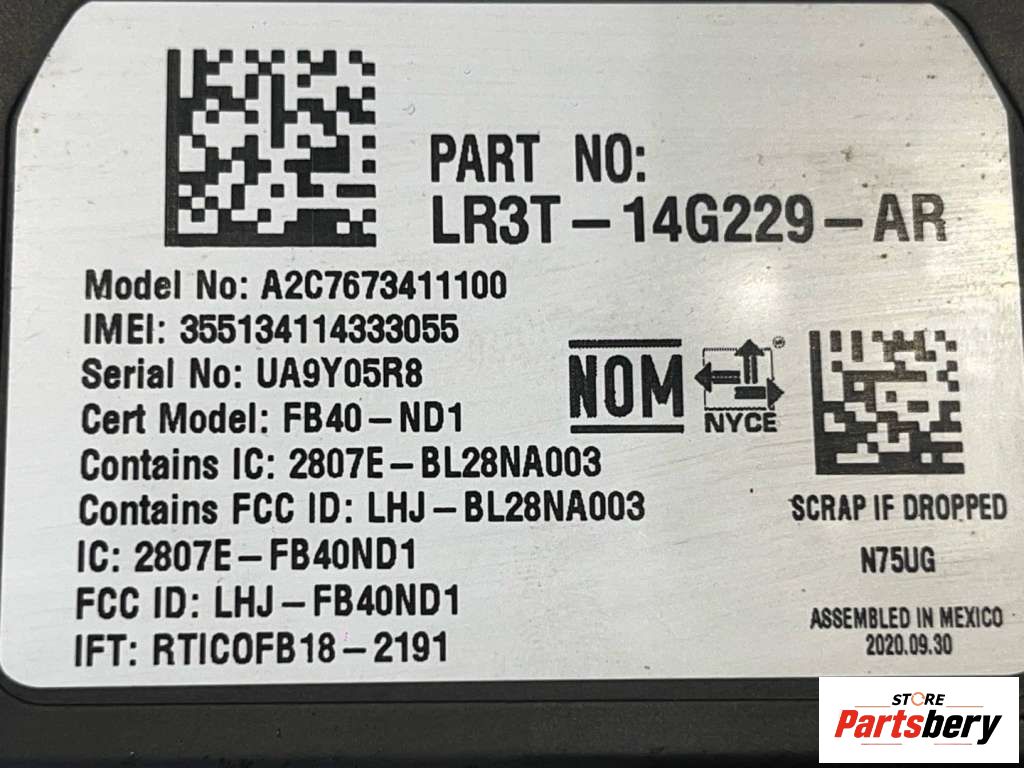 PART NO:
LR3T-14G229-AR
Model No: A2C7673411100
IMEI: 355134114333055
Serial No: UA9Y05R8
Cert Model: FB40-ND1
Contains IC: 2807E-BL28NA003
Contains FCC ID: LHJ-BL28NA003
IC: 2807E-FB40ND1
FCC ID: LHJ-FB40ND1
IFT: RTICOFB18-2191
NOM
NYCE
SCRAP IF DROPPED
N75UG
ASSEMBLED IN MEXICO
2020.09.30
STORE
Partsbery